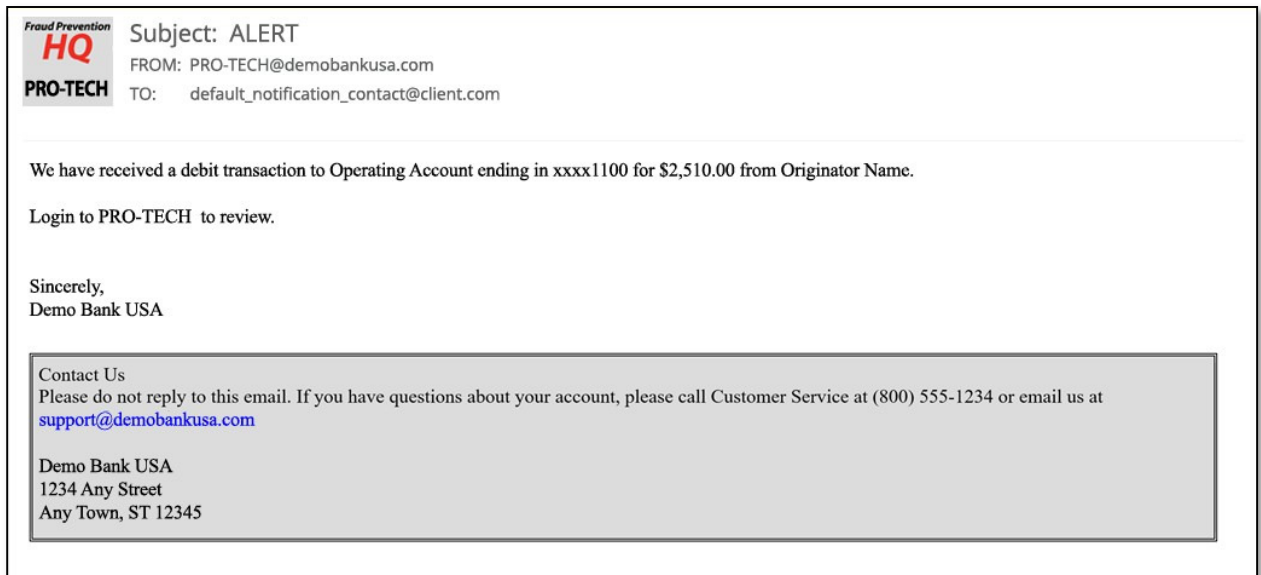 Fraud Prevention
HQ
PRO-TECH
Subject: ALERT
FROM: PRO-TECH@demobankusa.com
TO: default_notification_contact@client.com
We have received a debit transaction to Operating Account ending in xxxx1100 for $2,510.00 from Originator Name.
Login to PRO-TECH to review.
Sincerely,
Demo Bank USA
Contact Us
Please do not reply to this email. If you have questions about your account, please call Customer Service at (800) 555-1234 or email us at
support@demobankusa.com
Demo Bank USA
1234 Any Street
Any Town, ST 12345